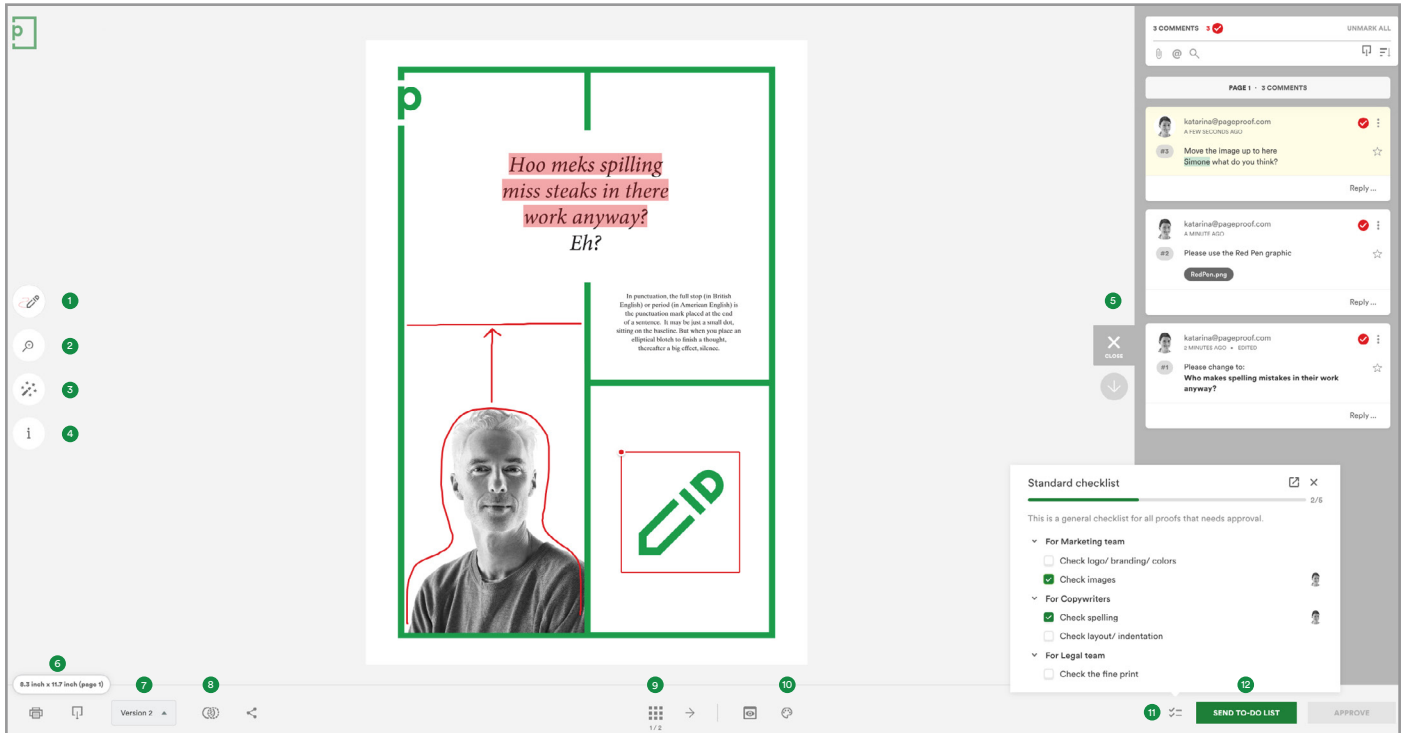 p
3 COMMENTS 3
UNMARK ALL
@
PAGE 1 · 3 COMMENTS
katarina@pageproof.com
A FEW SECONDS AGO
#3 Move the image up to here
Simone what do you think?
Reply ...
katarina@pageproof.com
A MINUTE AGO
#2 Please use the Red Pen graphic
RedPen.png
Reply ...
katarina@pageproof.com
2 MINUTES AGO • EDITED
#1 Please change to:
Who makes spelling mistakes in their work
anyway?
Reply ...
p
Hoo meks spilling
miss steaks in there
work anyway?
Eh?
In punctuation, the full stop (in British
English) or period (in American English) is
the punctuation mark placed at the end
of a sentence. It may be just a small dot,
sitting on the baseline. But when you place an
elliptical blotch to finish a thought,
thereafter a big effect, silence.
1
2
3
i 4
5
CLOSE
Standard checklist
2/5
This is a general checklist for all proofs that needs approval.
For Marketing team
Check logo/ branding/ colors
Check images
For Copywriters
Check spelling
Check layout/ indentation
For Legal team
Check the fine print
6
8.3 inch x 11.7 inch (page 1)
7
Version 2
8
9
1 / 2
10
11
12
SEND TO-DO LIST
APPROVE